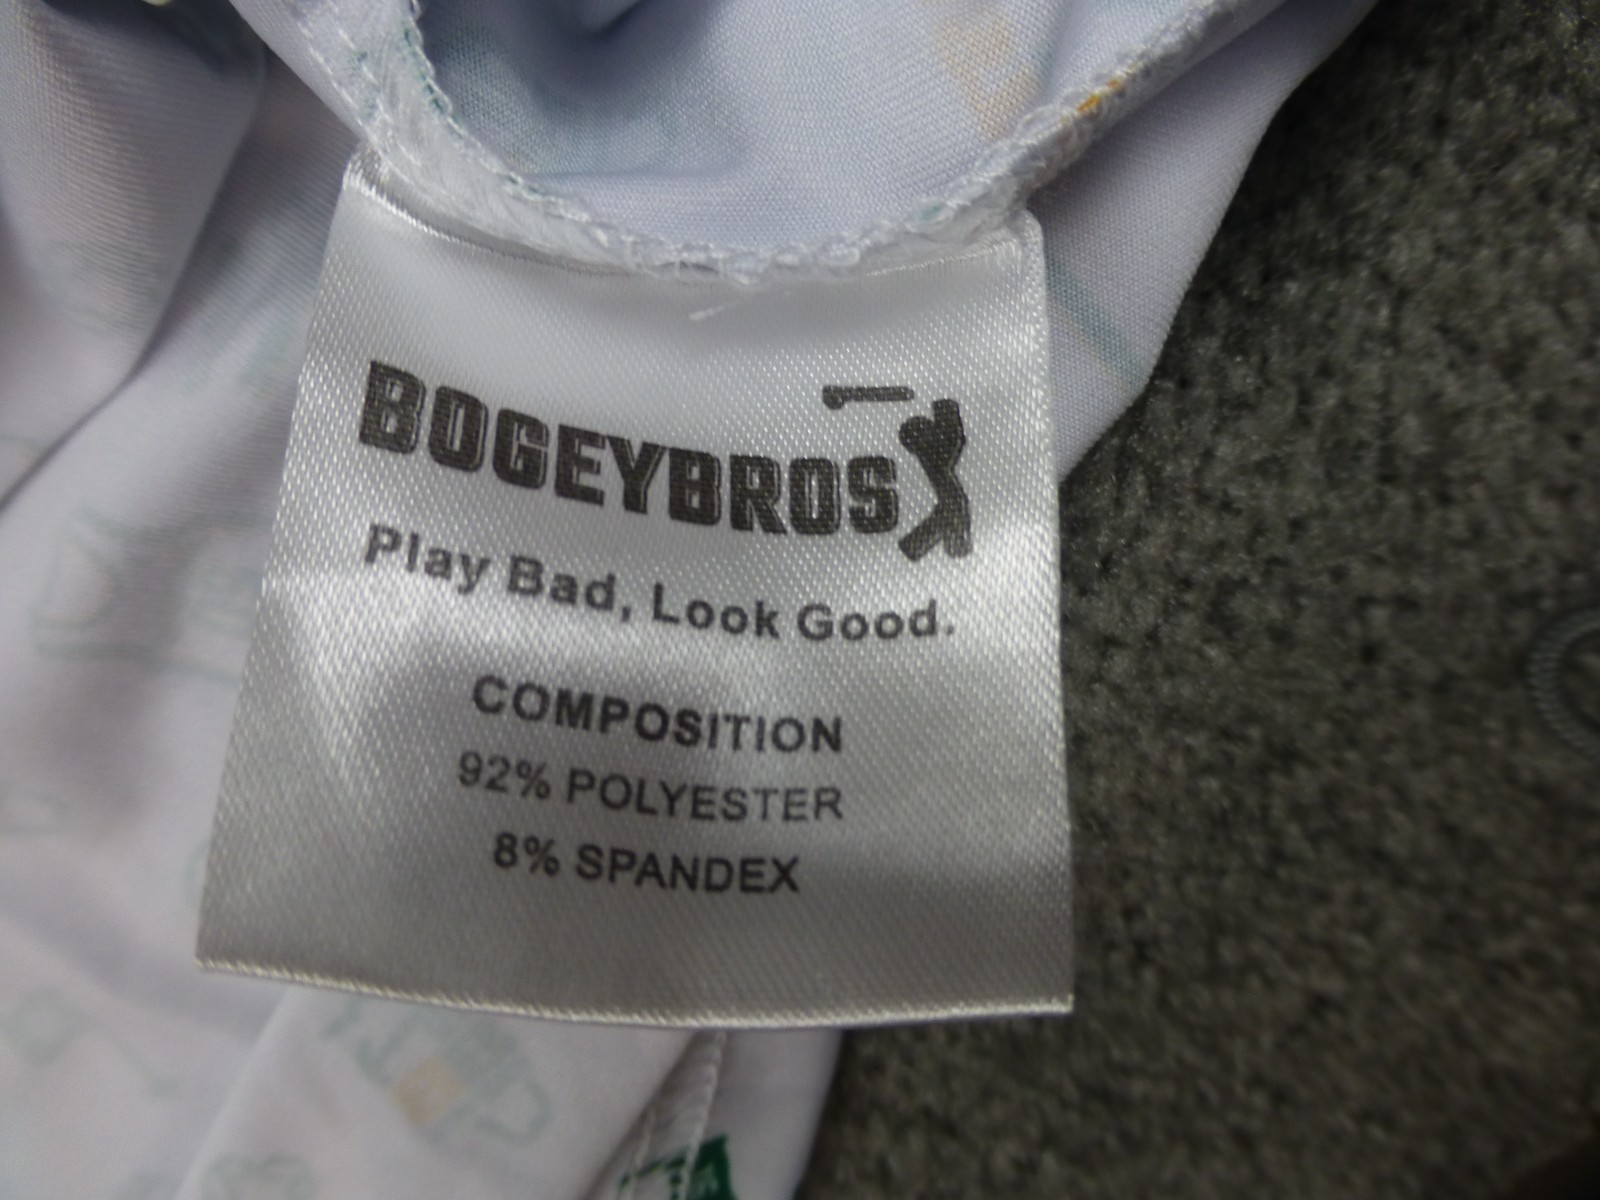 BOGEYBROS
Play Bad, Look Good.
COMPOSITION
92% POLYESTER
8% SPANDEX